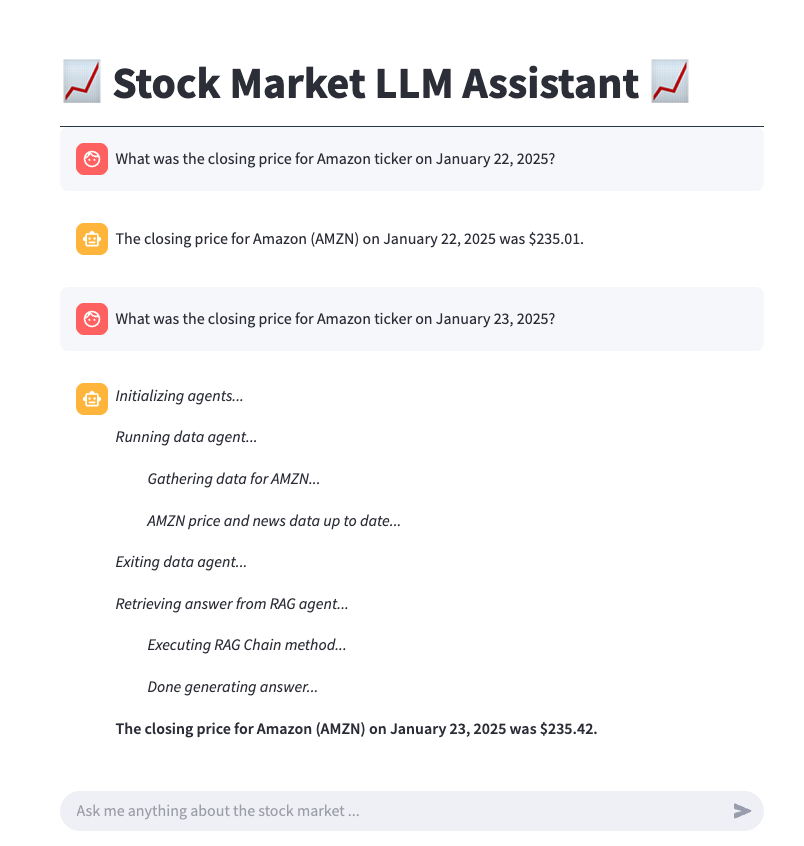 Stock Market LLM Assistant
What was the closing price for Amazon ticker on January 22, 2025?
The closing price for Amazon (AMZN) on January 22, 2025 was $235.01.
What was the closing price for Amazon ticker on January 23, 2025?
Initializing agents...
Running data agent...
Gathering data for AMZN...
AMZN price and news data up to date...
Exiting data agent...
Retrieving answer from RAG agent...
Executing RAG Chain method...
Done generating answer...
The closing price for Amazon (AMZN) on January 23, 2025 was $235.42.
Ask me anything about the stock market ...